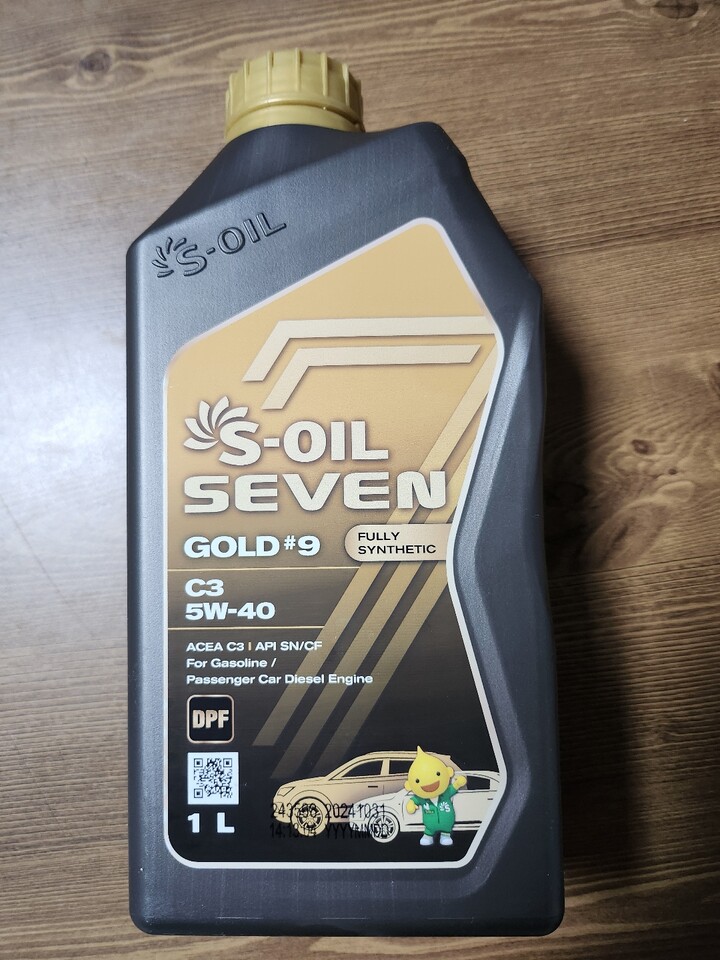 S-OIL
S-OIL
SEVEN
GOLD #9
FULLY
SYNTHETIC
C3
5W-40
ACEA C3 | API SN/CF
For Gasoline /
Passenger Car Diesel Engine
DPF
1 L
20241031